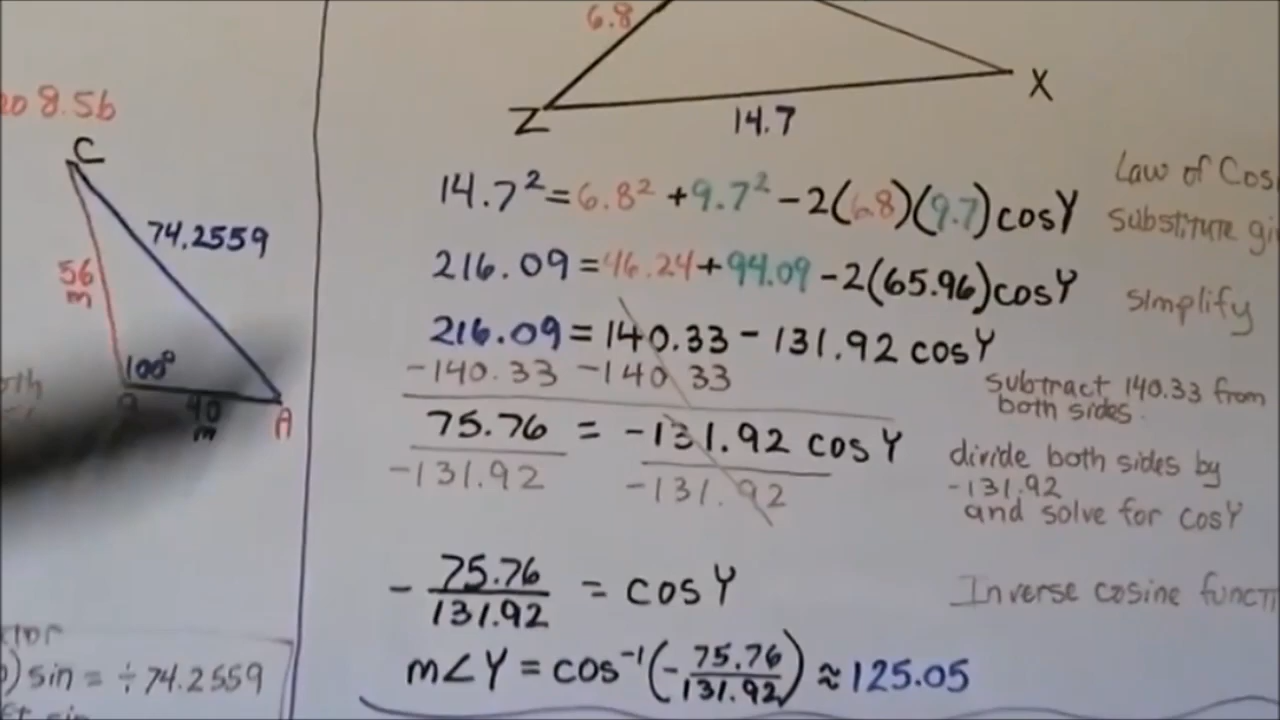 8.56
C
74.2559
56
m
100°
40
m
A
sin = ÷ 74.2559
6.8
Z
X
14.7
14.7² = 6.8² + 9.7² - 2(6.8)(9.7) cos Y
Law of Cos
substitute
216.09 = 46.24 + 94.09 - 2(65.96) cos Y
simplify
216.09 = 140.33 - 131.92 cos Y
-140.33 -140.33
subtract 140.33 from
both sides.
75.76 = -131.92 cos Y
-131.92 -131.92
divide both sides by
-131.92
and solve for cos Y
- 75.76/131.92 = cos Y
Inverse cosine
m∠Y = cos⁻¹(-75.76/131.92) ≈ 125.05